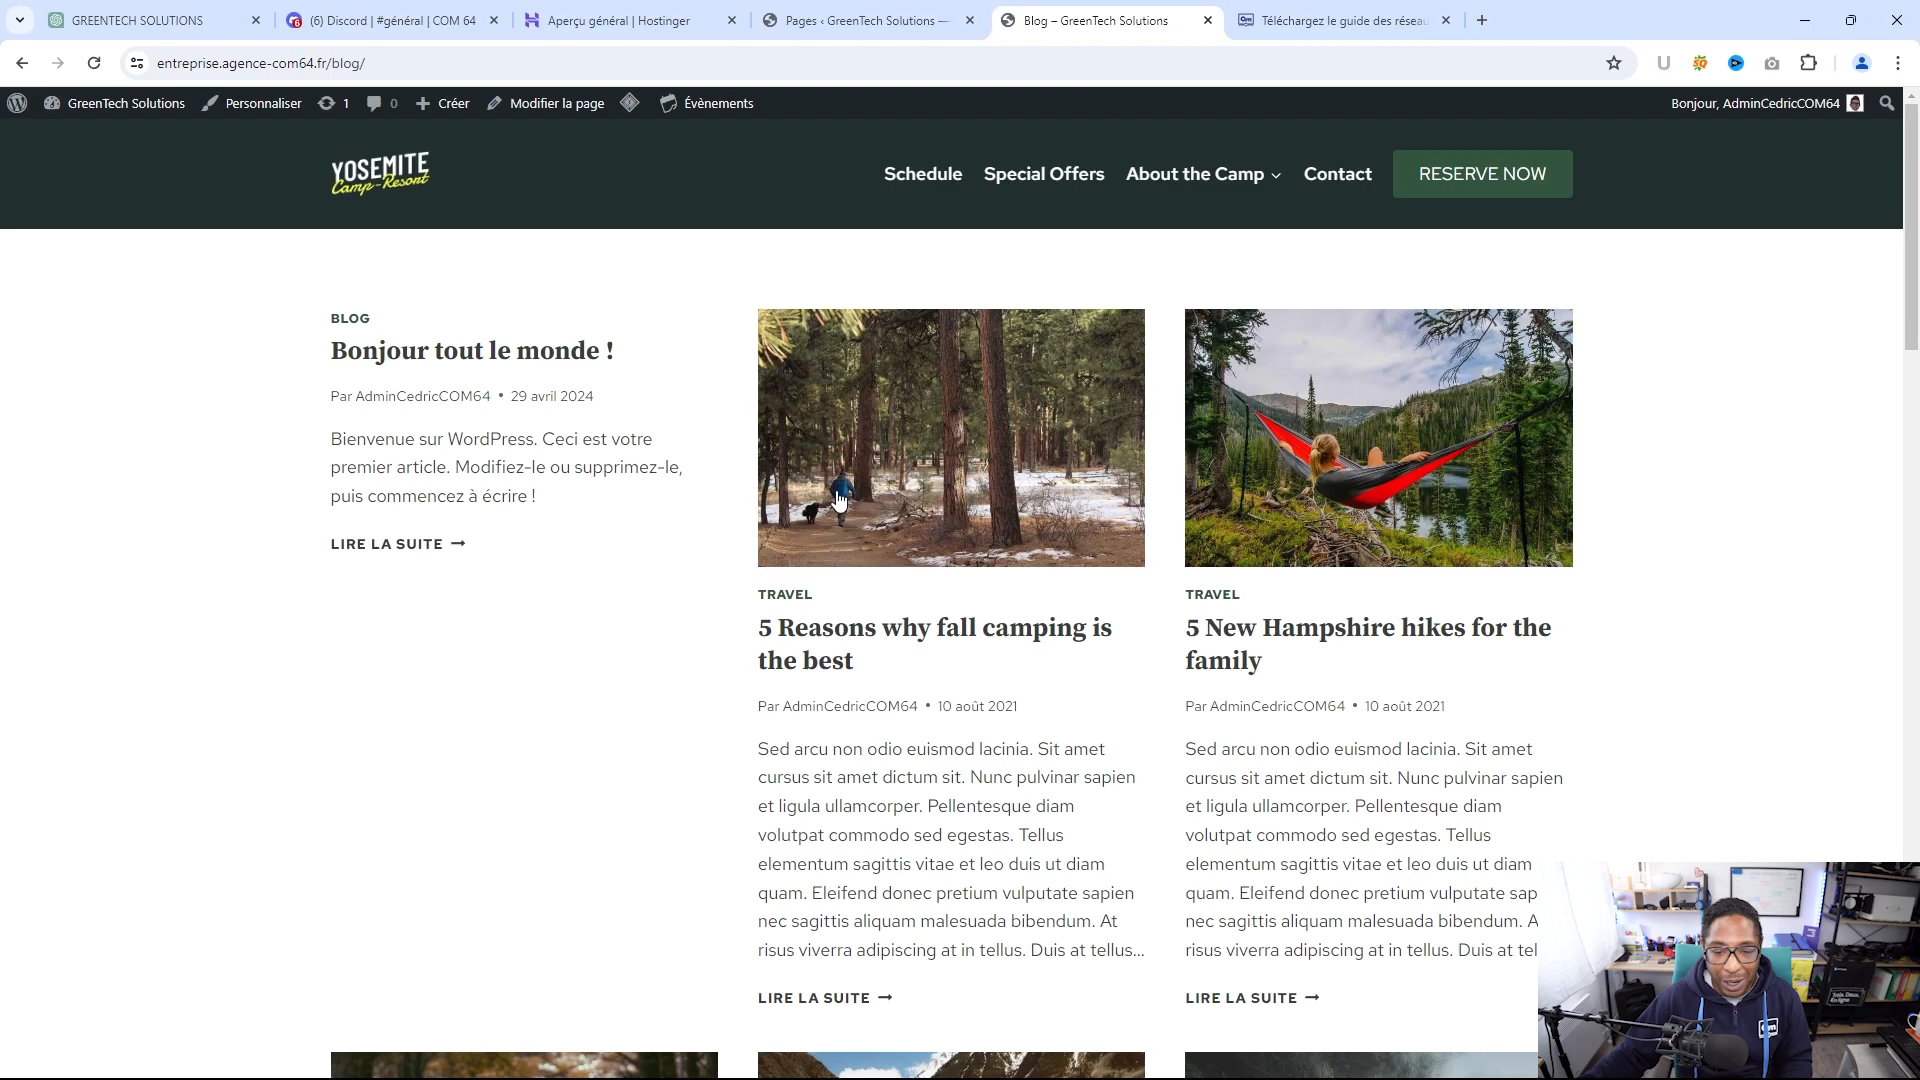 GREENTECH SOLUTIONS
(6) Discord | #général | COM 64
Aperçu général | Hostinger
Pages ‹ GreenTech Solutions —
Blog – GreenTech Solutions
Téléchargez le guide des résea
entreprise.agence-com64.fr/blog/
GreenTech Solutions
Personnaliser
1
0
Créer
Modifier la page
Évènements
Bonjour, AdminCedricCOM64
YOSEMITE
Camp-Resort
Schedule
Special Offers
About the Camp
Contact
RESERVE NOW
BLOG
Bonjour tout le monde !
Par AdminCedricCOM64 • 29 avril 2024
Bienvenue sur WordPress. Ceci est votre
premier article. Modifiez-le ou supprimez-le,
puis commencez à écrire !
LIRE LA SUITE
TRAVEL
5 Reasons why fall camping is
the best
Par AdminCedricCOM64 • 10 août 2021
Sed arcu non odio euismod lacinia. Sit amet
cursus sit amet dictum sit. Nunc pulvinar sapien
et ligula ullamcorper. Pellentesque diam
volutpat commodo sed egestas. Tellus
elementum sagittis vitae et leo duis ut diam
quam. Eleifend donec pretium vulputate sapien
nec sagittis aliquam malesuada bibendum. At
risus viverra adipiscing at in tellus. Duis at tellus...
LIRE LA SUITE
TRAVEL
5 New Hampshire hikes for the
family
Par AdminCedricCOM64 • 10 août 2021
Sed arcu non odio euismod lacinia. Sit amet
cursus sit amet dictum sit. Nunc pulvinar sapien
et ligula ullamcorper. Pellentesque diam
volutpat commodo sed egestas. Tellus
elementum sagittis vitae et leo duis ut diam
quam. Eleifend donec pretium vulputate sap
nec sagittis aliquam malesuada bibendum. A
risus viverra adipiscing at in tellus. Duis at tel
LIRE LA SUITE